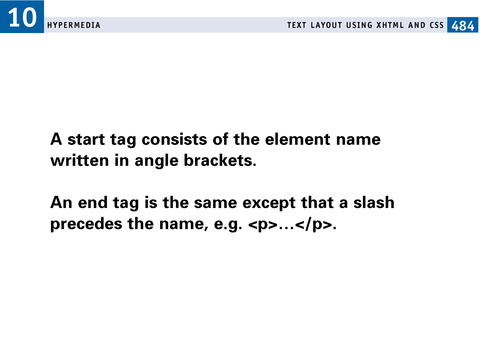 10 HYPERMEDIA TEXT LAYOUT USING XHTML AND CSS 484
A start tag consists of the element name
written in angle brackets.
An end tag is the same except that a slash
precedes the name, e.g. <p>...</p>.